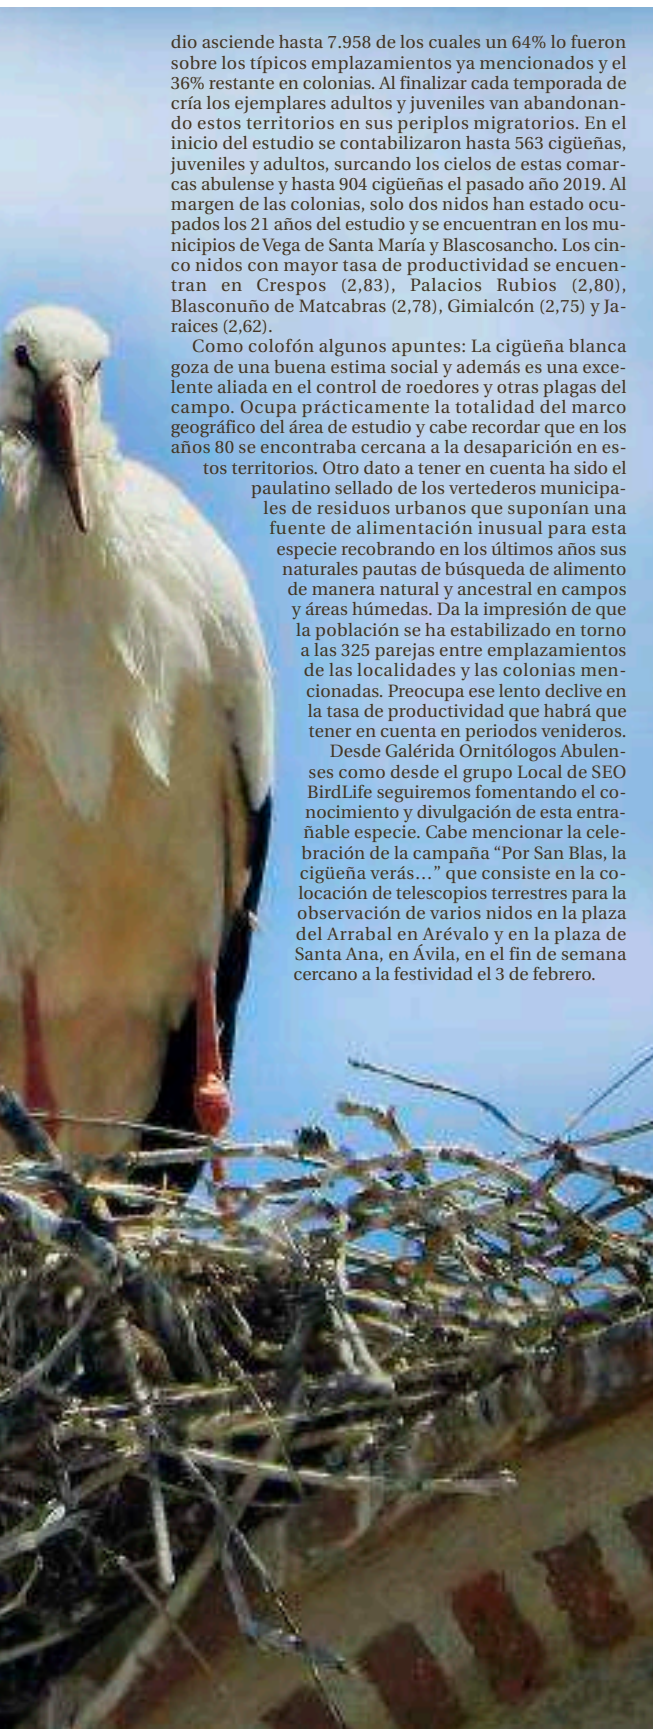 dio asciende hasta 7.958 de los cuales un 64% lo fueron
sobre los típicos emplazamientos ya mencionados y el
36% restante en colonias. Al finalizar cada temporada de
cría los ejemplares adultos y juveniles van abandonan-
do estos territorios en sus periplos migratorios. En el
inicio del estudio se contabilizaron hasta 563 cigüeñas,
juveniles y adultos, surcando los cielos de estas comar-
cas abulense y hasta 904 cigüeñas el pasado año 2019. Al
margen de las colonias, solo dos nidos han estado ocu-
pados los 21 años del estudio y se encuentran en los mu-
nicipios de Vega de Santa María y Blascosancho. Los cin-
co nidos con mayor tasa de productividad se encuen-
tran en Crespos (2,83), Palacios Rubios (2,80),
Blasconuño de Matcabras (2,78), Gimialcón (2,75) y Ja-
raices (2,62).
Como colofón algunos apuntes: La cigüeña blanca
goza de una buena estima social y además es una exce-
lente aliada en el control de roedores y otras plagas del
campo. Ocupa prácticamente la totalidad del marco
geográfico del área de estudio y cabe recordar que en los
años 80 se encontraba cercana a la desaparición en es-
tos territorios. Otro dato a tener en cuenta ha sido el
paulatino sellado de los vertederos municipa-
les de residuos urbanos que suponían una
fuente de alimentación inusual para esta
especie recobrando en los últimos años sus
naturales pautas de búsqueda de alimento
de manera natural y ancestral en campos
y áreas húmedas. Da la impresión de que
la población se ha estabilizado en torno
a las 325 parejas entre emplazamientos
de las localidades y las colonias men-
cionadas. Preocupa ese lento declive en
la tasa de productividad que habrá que
tener en cuenta en periodos venideros.
Desde Galérida Ornitólogos Abulen-
ses como desde el grupo Local de SEO
BirdLife seguiremos fomentando el co-
nocimiento y divulgación de esta entra-
ñable especie. Cabe mencionar la cele-
bración de la campaña “Por San Blas, la
cigüeña verás…” que consiste en la co-
locación de telescopios terrestres para la
observación de varios nidos en la plaza
del Arrabal en Arévalo y en la plaza de
Santa Ana, en Ávila, en el fin de semana
cercano a la festividad el 3 de febrero.